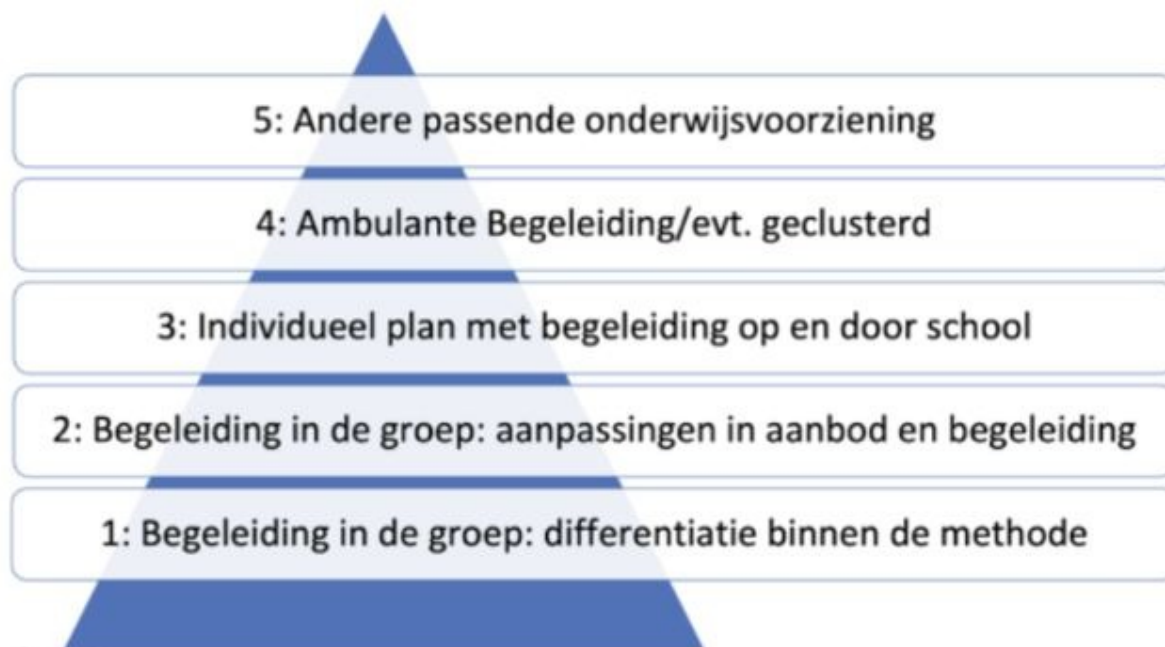 5: Andere passende onderwijsvoorziening
4: Ambulante Begeleiding/evt. geclusterd
3: Individueel plan met begeleiding op en door school
2: Begeleiding in de groep: aanpassingen in aanbod en begeleiding
1: Begeleiding in de groep: differentiatie binnen de methode